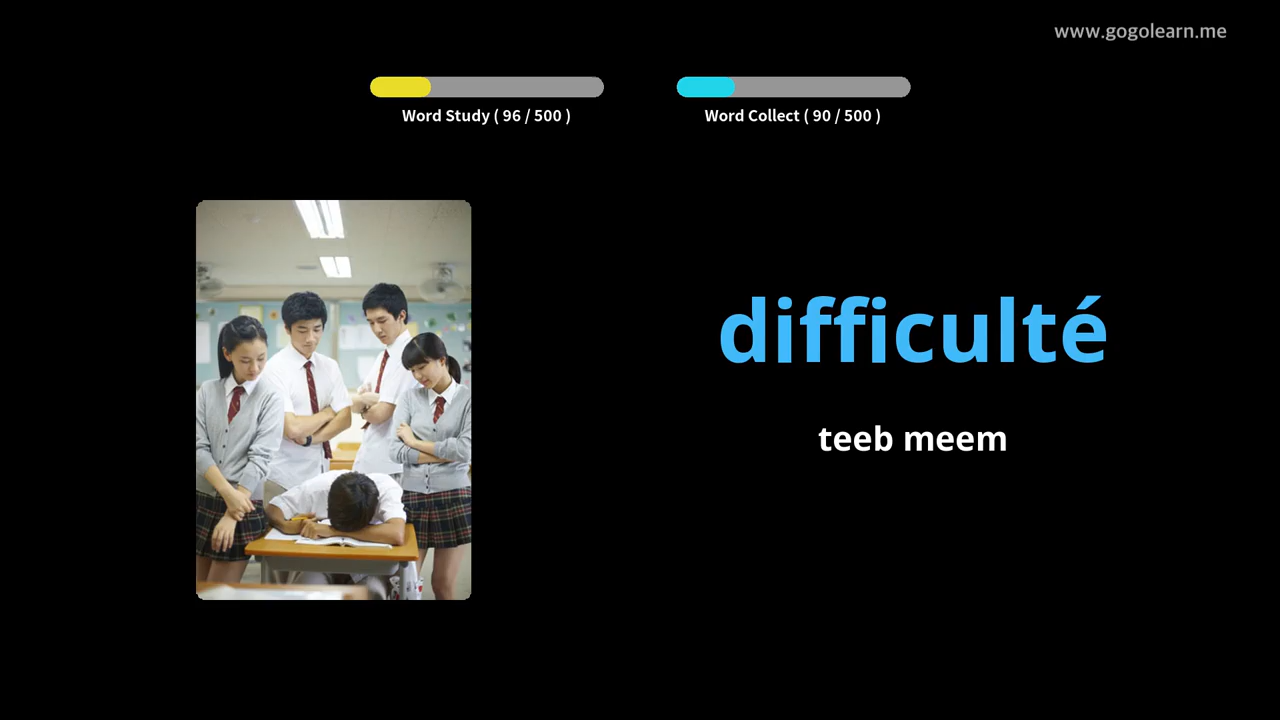 www.gogolearn.me
Word Study ( 96 / 500 )
Word Collect ( 90 / 500 )
difficulté
teeb meem